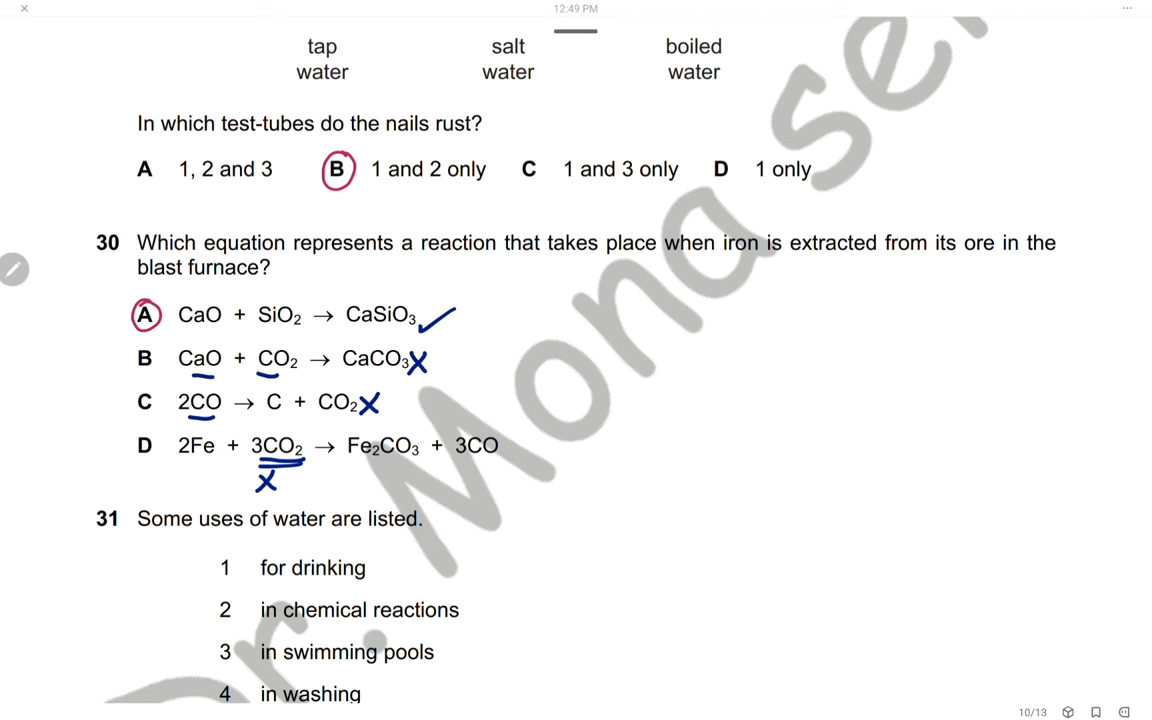 12:49 PM
tap salt boiled
water water water
In which test-tubes do the nails rust?
A 1, 2 and 3 B 1 and 2 only C 1 and 3 only D 1 only
30 Which equation represents a reaction that takes place when iron is extracted from its ore in the
blast furnace?
A CaO + SiO₂ → CaSiO₃ ✓
B CaO + CO₂ → CaCO₃ X
C 2CO → C + CO₂ X
D 2Fe + 3CO₂ → Fe₂CO₃ + 3CO
X
31 Some uses of water are listed.
1 for drinking
2 in chemical reactions
3 in swimming pools
4 in washing
Dr. Mona se
10/13